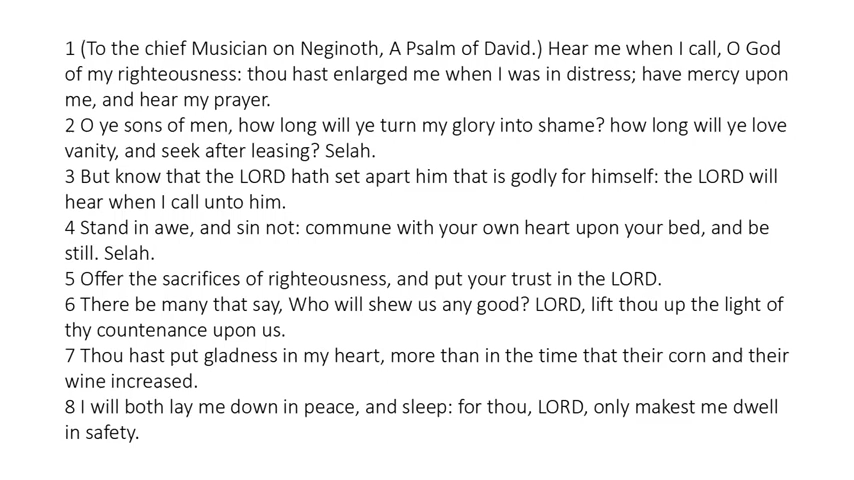 1 (To the chief Musician on Neginoth, A Psalm of David.) Hear me when I call, O God
of my righteousness: thou hast enlarged me when I was in distress; have mercy upon
me, and hear my prayer.
2 O ye sons of men, how long will ye turn my glory into shame? how long will ye love
vanity, and seek after leasing? Selah.
3 But know that the LORD hath set apart him that is godly for himself: the LORD will
hear when I call unto him.
4 Stand in awe, and sin not: commune with your own heart upon your bed, and be
still. Selah.
5 Offer the sacrifices of righteousness, and put your trust in the LORD.
6 There be many that say, Who will shew us any good? LORD, lift thou up the light of
thy countenance upon us.
7 Thou hast put gladness in my heart, more than in the time that their corn and their
wine increased.
8 I will both lay me down in peace, and sleep: for thou, LORD, only makest me dwell
in safety.